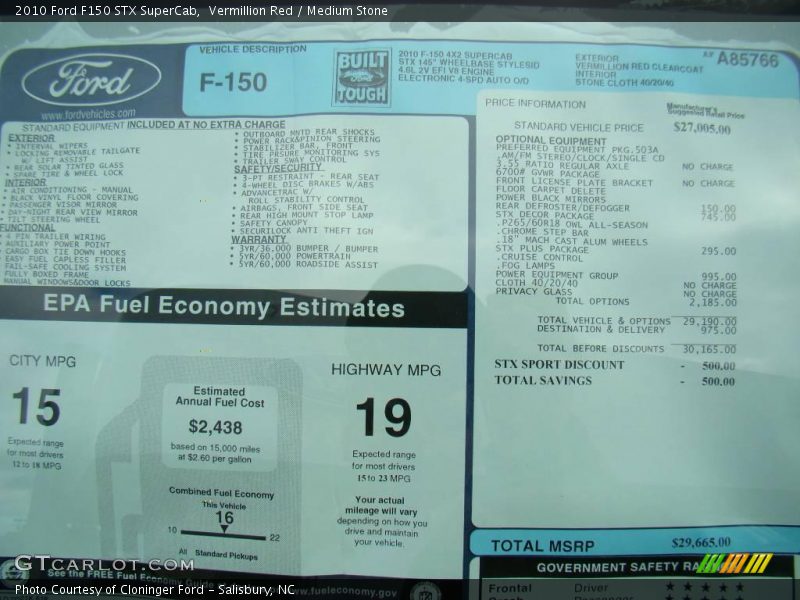 2010 Ford F150 STX SuperCab, Vermillion Red / Medium Stone
Ford
www.fordvehicles.com
VEHICLE DESCRIPTION
F-150
BUILT
Ford
TOUGH
2010 F-150 4X2 SUPERCAB
STX 145" WHEELBASE STYLESID
4.6L 2V EFI V8 ENGINE
ELECTRONIC 4-SPD AUTO O/D
EXTERIOR
VERMILLION RED CLEARCOAT
INTERIOR
STONE CLOTH 40/20/40
A85766
STANDARD EQUIPMENT INCLUDED AT NO EXTRA CHARGE
EXTERIOR
• INTERVAL WIPERS
• LOCKING REMOVABLE TAILGATE
W/ LIFT ASSIST
• REAR SOLAR TINTED GLASS
• SPARE TIRE & WHEEL LOCK
INTERIOR
• AIR CONDITIONING - MANUAL
• BLACK VINYL FLOOR COVERING
• PASSENGER VISOR MIRROR
• DAY-NIGHT REAR VIEW MIRROR
• TILT STEERING WHEEL
FUNCTIONAL
• 4 PIN TRAILER WIRING
• AUXILIARY POWER POINT
• CARGO BOX TIE DOWN HOOKS
• EASY FUEL CAPLESS FILLER
FAIL-SAFE COOLING SYSTEM
FULLY BOXED FRAME
MANUAL WINDOWS&DOOR LOCKS
• OUTBOARD MNTD REAR SHOCKS
• POWER RACK&PINION STEERING
• STABILIZER BAR, FRONT
• TIRE PRSURE MONITORING SYS
• TRAILER SWAY CONTROL
SAFETY/SECURITY
• 3-PT RESTRAINT - REAR SEAT
• 4-WHEEL DISC BRAKES W/ABS
• ADVANCETRAC W/
ROLL STABILITY CONTROL
• AIRBAGS, FRONT SIDE SEAT
• REAR HIGH MOUNT STOP LAMP
• SAFETY CANOPY
• SECURILOCK ANTI THEFT IGN
WARRANTY
• 3YR/36,000 BUMPER / BUMPER
• 5YR/60,000 POWERTRAIN
• 5YR/60,000 ROADSIDE ASSIST
PRICE INFORMATION
Manufacturer's
Suggested Retail Price
STANDARD VEHICLE PRICE $27,005.00
OPTIONAL EQUIPMENT
PREFERRED EQUIPMENT PKG.503A
.AM/FM STEREO/CLOCK/SINGLE CD
3.55 RATIO REGULAR AXLE NO CHARGE
6700# GVWR PACKAGE
FRONT LICENSE PLATE BRACKET NO CHARGE
FLOOR CARPET DELETE
POWER BLACK MIRRORS
REAR DEFROSTER/DEFOGGER 150.00
STX DECOR PACKAGE 745.00
.P265/60R18 OWL ALL-SEASON
.CHROME STEP BAR
.18" MACH CAST ALUM WHEELS
STX PLUS PACKAGE 295.00
.CRUISE CONTROL
.FOG LAMPS
POWER EQUIPMENT GROUP 995.00
CLOTH 40/20/40 NO CHARGE
PRIVACY GLASS NO CHARGE
TOTAL OPTIONS 2,185.00
TOTAL VEHICLE & OPTIONS 29,190.00
DESTINATION & DELIVERY 975.00
TOTAL BEFORE DISCOUNTS 30,165.00
STX SPORT DISCOUNT - 500.00
TOTAL SAVINGS - 500.00
TOTAL MSRP $29,665.00
EPA Fuel Economy Estimates
CITY MPG
15
Expected range
for most drivers
12 to 18 MPG
Estimated
Annual Fuel Cost
$2,438
based on 15,000 miles
at $2.60 per gallon
Combined Fuel Economy
This Vehicle
16
10 22
All Standard Pickups
HIGHWAY MPG
19
Expected range
for most drivers
15 to 23 MPG
Your actual
mileage will vary
depending on how you
drive and maintain
your vehicle.
See the FREE Fuel Economy Guide
www.fueleconomy.gov
GOVERNMENT SAFETY
Frontal Driver ★ ★ ★ ★ ★
GTcarlot.com
Photo Courtesy of Cloninger Ford - Salisbury, NC